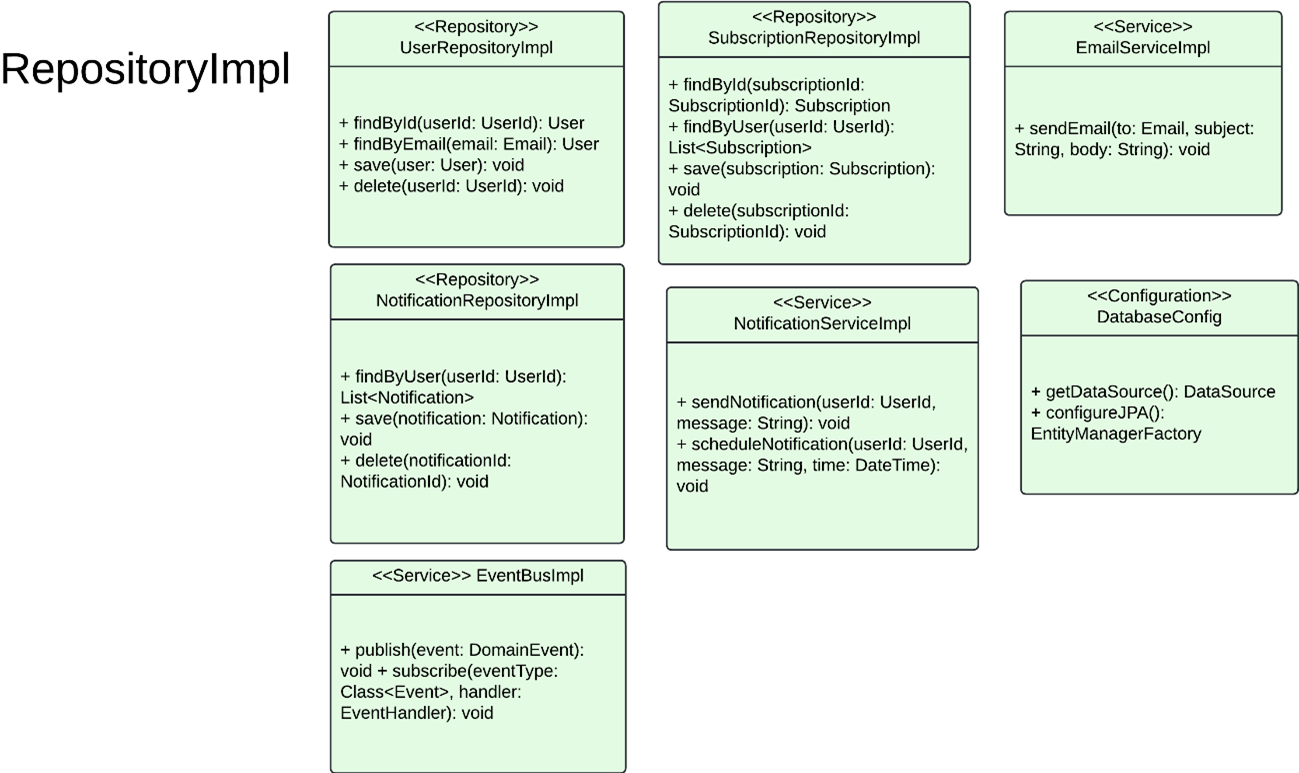 RepositoryImpl
<<Repository>>
UserRepositoryImpl
+ findById(userId: UserId): User
+ findByEmail(email: Email): User
+ save(user: User): void
+ delete(userId: UserId): void
<<Repository>>
SubscriptionRepositoryImpl
+ findById(subscriptionId:
SubscriptionId): Subscription
+ findByUser(userId: UserId):
List<Subscription>
+ save(subscription: Subscription):
void
+ delete(subscriptionId:
SubscriptionId): void
<<Service>>
EmailServiceImpl
+ sendEmail(to: Email, subject:
String, body: String): void
<<Repository>>
NotificationRepositoryImpl
+ findByUser(userId: UserId):
List<Notification>
+ save(notification: Notification):
void
+ delete(notificationId:
NotificationId): void
<<Service>>
NotificationServiceImpl
+ sendNotification(userId: UserId,
message: String): void
+ scheduleNotification(userId: UserId,
message: String, time: DateTime):
void
<<Configuration>>
DatabaseConfig
+ getDataSource(): DataSource
+ configureJPA():
EntityManagerFactory
<<Service>> EventBusImpl
+ publish(event: DomainEvent):
void + subscribe(eventType:
Class<Event>, handler:
EventHandler): void